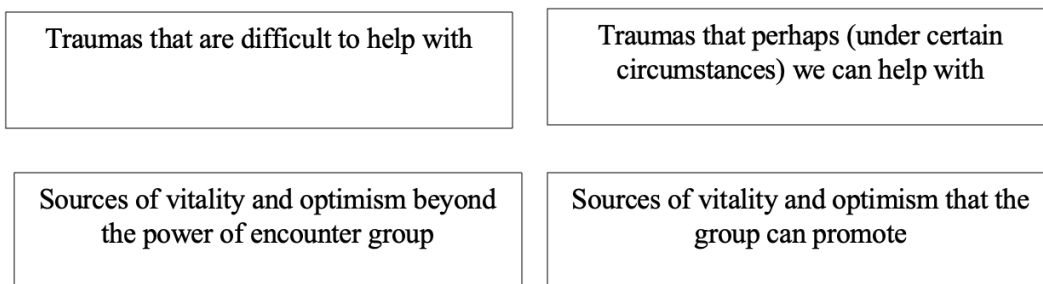 Traumas that are difficult to help with
Traumas that perhaps (under certain
circumstances) we can help with
Sources of vitality and optimism beyond
the power of encounter group
Sources of vitality and optimism that the
group can promote